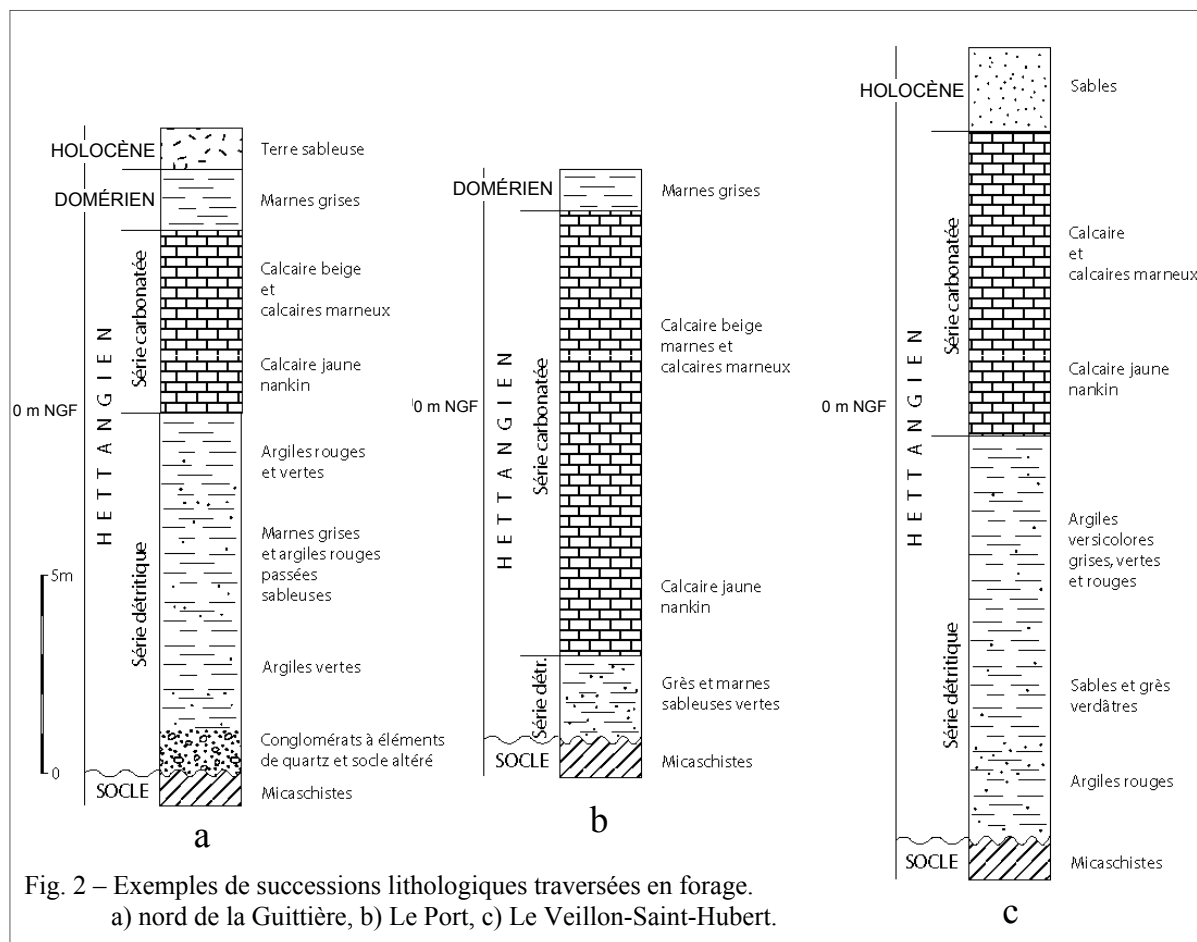 HOLOCÈNE
Terre sableuse
DOMÉRIEN
Marnes grises
HETTANGIEN
Série carbonatée
Calcaire beige
et
calcaires marneux
Calcaire jaune
nankin
0 m NGF
Série détritique
Argiles rouges
et vertes
Marnes grises
et argiles rouges
passées
sableuses
5m
Argiles vertes
Conglomérats à éléments
de quartz et socle altéré
0
SOCLE
Micaschistes
a
DOMÉRIEN
Marnes grises
HETTANGIEN
Série carbonatée
Calcaire beige
marnes et
calcaires marneux
0 m NGF
Calcaire jaune
nankin
Série détr.
Grès et marnes
sableuses vertes
SOCLE
Micaschistes
b
HOLOCÈNE
Sables
HETTANGIEN
Série carbonatée
Calcaire
et
calcaires marneux
Calcaire jaune
nankin
0 m NGF
Série détritique
Argiles
versicolores
grises, vertes
et rouges
Sables et grès
verdâtres
Argiles rouges
SOCLE
Micaschistes
c
Fig. 2 – Exemples de successions lithologiques traversées en forage.
a) nord de la Guittière, b) Le Port, c) Le Veillon-Saint-Hubert.